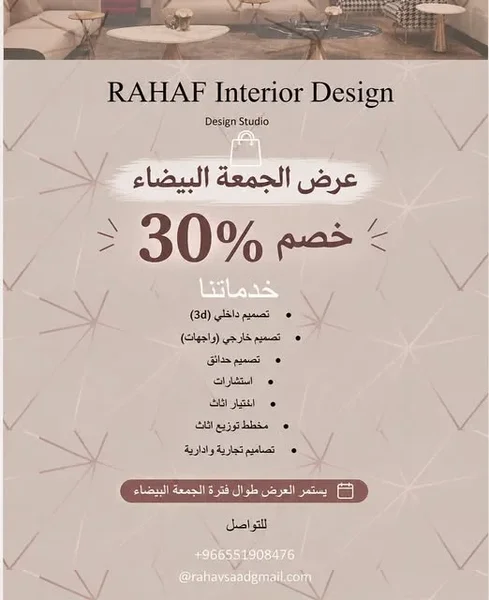 RAHAF Interior Design
Design Studio
عرض الجمعة البيضاء
خصم 30%
خدماتنا
• تصميم داخلي (3d)
• تصميم خارجي (واجهات)
• تصميم حدائق
• استشارات
• اختيار اثاث
• مخطط توزيع اثاث
• تصاميم تجارية وادارية
يستمر العرض طوال فترة الجمعة البيضاء
للتواصل
+966551908476
@rahavsaadgmail.com